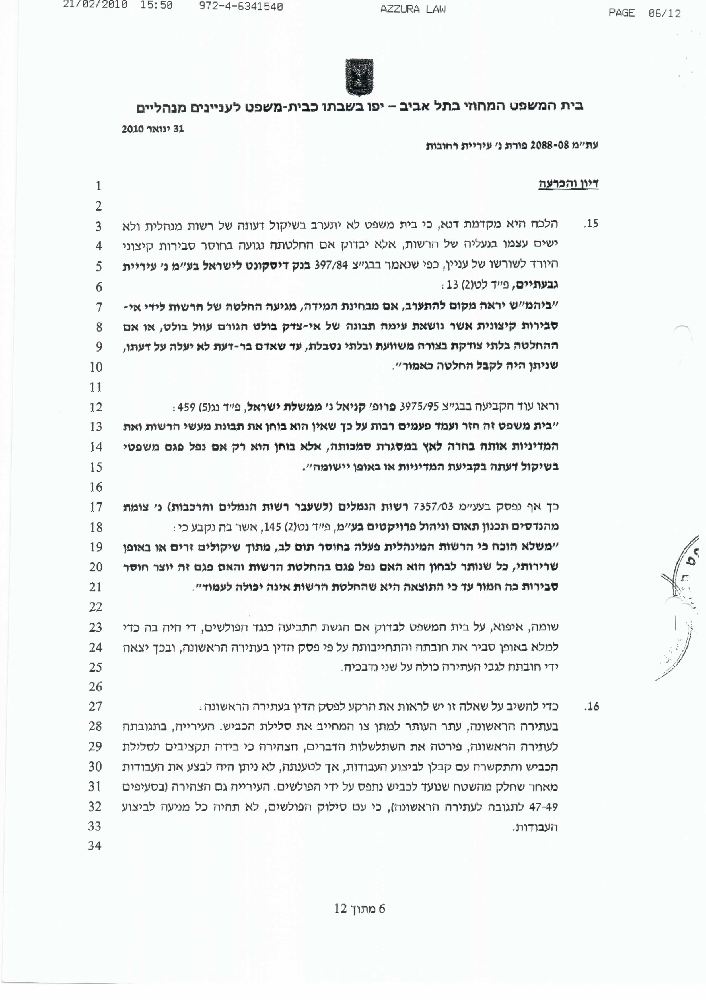 21/02/2010 15:50 972-4-6341540 AZZURA LAW PAGE 06/12
בית המשפט המחוזי בתל אביב – יפו בשבתו כבית-משפט לעניינים מנהליים
31 ינואר 2010
עת"מ 2088-08 פורת נ' עיריית רחובות
דיון והכרעה 1
2
15. הלכה היא מקדמת דנא, כי בית משפט לא יתערב בשיקול דעתה של רשות מנהלית ולא 3
ישים עצמו בנעליה של הרשות, אלא יבדוק אם החלטתה נגועה בחוסר סבירות קיצוני 4
היורד לשורשו של עניין, כפי שנאמר בבג"צ 397/84 בנק דיסקונט לישראל בע"מ נ' עיריית 5
גבעתיים, פ"ד לט(2) 13: 6
"ביהמ"ש יראה מקום להתערב, אם מבחינת המידה, מגיעה החלטה של הרשות לידי אי- 7
סבירות קיצונית אשר נושאת עימה תבונה של אי-צדק בולט הגורם עוול בולט, או אם 8
ההחלטה בלתי צודקת בצורה משוועת ובלתי נסבלת, עד שאדם בר-דעת לא יעלה על דעתו, 9
שניתן היה לקבל החלטה כאמור". 10
11
וראו עוד הקביעה בבג"צ 3975/95 פרופ' קניאל נ' ממשלת ישראל, פ"ד נג(5) 459: 12
"בית משפט זה חזר ועמד פעמים רבות על כך שאין הוא בוחן את תבונת מעשי הרשות ואת 13
המדיניות אותה בחרה לאץ במסגרת סמכותה, אלא בוחן הוא רק אם נפל פגם משפטי 14
בשיקול דעתה בקביעת המדיניות או באופן יישומה". 15
16
כך אף נפסק בעע"מ 7357/03 רשות הנמלים (לשעבר רשות הנמלים והרכבות) נ' צומת 17
מהנדסים תכנון תאום וניהול פרויקטים בע"מ, פ"ד נט(2) 145, אשר בה נקבע כי: 18
"משלא הוכח כי הרשות המינהלית פעלה בחוסר תום לב, מתוך שיקולים זרים או באופן 19
שרירותי, כל שנותר לבחון הוא האם נפל פגם בהחלטת הרשות והאם פגם זה יוצר חוסר 20
סבירות כה חמור עד כי התוצאה היא שהחלטת הרשות אינה יכולה לעמוד". 21
22
שומה, איפוא, על בית המשפט לבדוק אם הגשת התביעה כנגד הפולשים, די היה בה כדי 23
למלא באופן סביר את חובתה והתחייבותה על פי פסק הדין בעתירה הראשונה, ובכך יצאה 24
ידי חובתה לגבי העתירה כולה על שני נדבכיה. 25
26
16. כדי להשיב על שאלה זו יש לראות את הרקע לפסק הדין בעתירה הראשונה: 27
בעתירה הראשונה, עתר העותר למתן צו המחייב את סלילת הכביש. העירייה, בתגובתה 28
לעתירה הראשונה, פירטה את השתלשלות הדברים, הצהירה כי בידה תקציבים לסלילת 29
הכביש והתקשרה עם קבלן לביצוע העבודות, אך לטענתה, לא ניתן היה לבצע את העבודות 30
מאחר שחלק מהשטח שנועד לכביש נתפס על ידי הפולשים. העירייה גם הצהירה (בסעיפים 31
47-49 לתגובה לעתירה הראשונה), כי עם סילוק הפולשים, לא תהיה כל מניעה לביצוע 32
העבודות. 33
34
6 מתוך 12